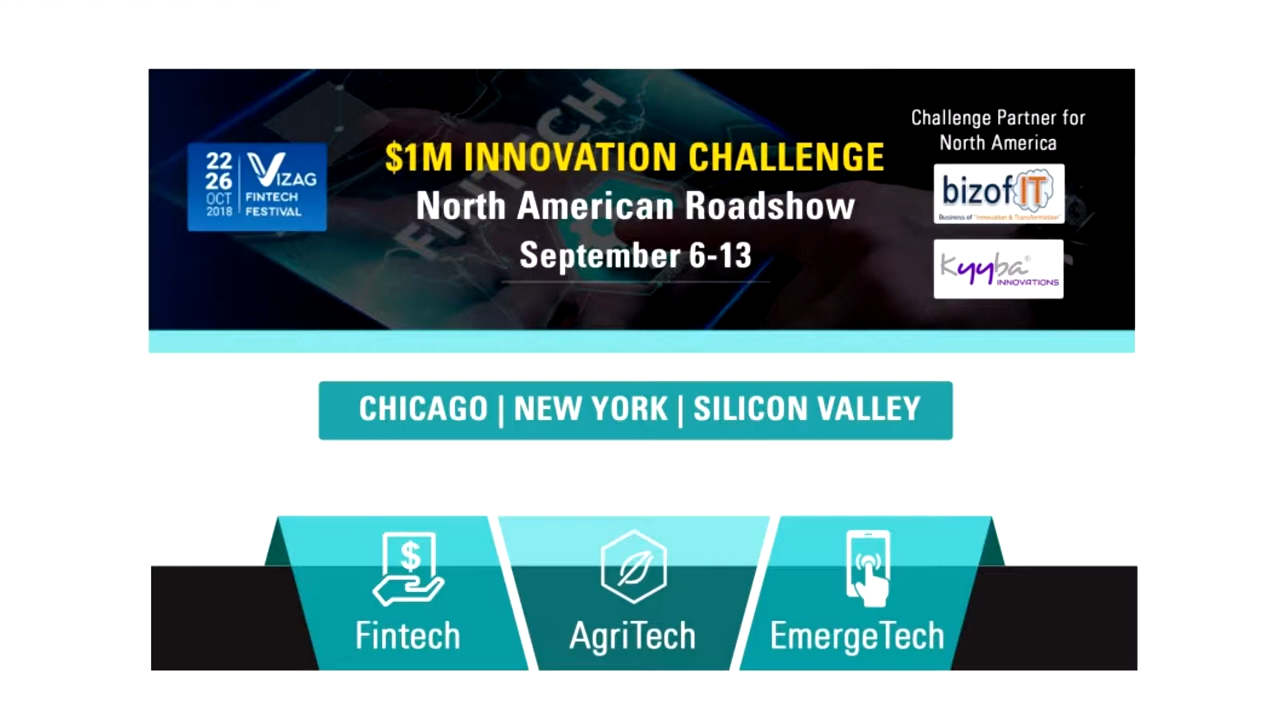 FINTECH
22
26
OCT
2018
VIZAG
FINTECH
FESTIVAL
$1M INNOVATION CHALLENGE
North American Roadshow
September 6-13
Challenge Partner for
North America
bizofIT
Business of "Innovation & Transformation"
Kyyba®
INNOVATIONS
CHICAGO | NEW YORK | SILICON VALLEY
$
Fintech
AgriTech
EmergeTech